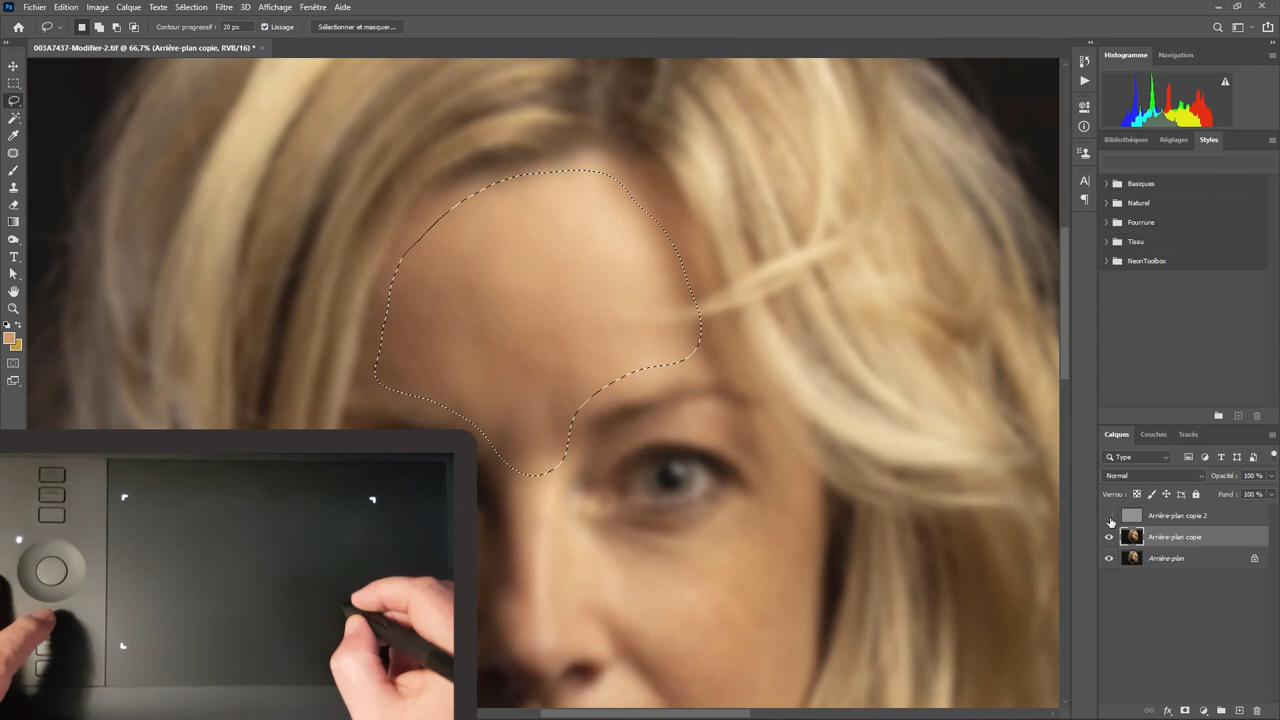 Ps Fichier Edition Image Calque Texte Sélection Filtre 3D Affichage Fenêtre Aide
Contour progressif : 20 px Lissage Sélectionner et masquer...
003A7437-Modifier-2.tif @ 66,7% (Arrière-plan copie, RVB/16) * ×
Histogramme Navigation
Bibliothèques Réglages Styles
Basiques
Naturel
Fourrure
Tissu
NeonToolbox
Calques Couches Tracés
Type
Normal Opacité : 100 %
Verrou : Fond : 100 %
Arrière-plan copie 2
Arrière-plan copie
Arrière-plan